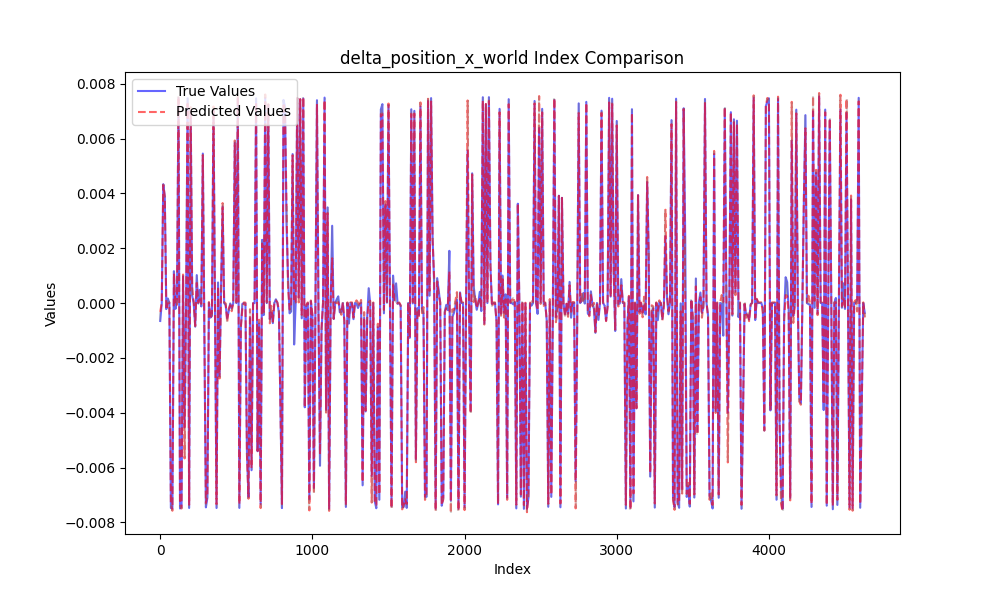 delta_position_x_world Index Comparison
True Values
Predicted Values
Values
0.008
0.006
0.004
0.002
0.000
−0.002
−0.004
−0.006
−0.008
0
1000
2000
3000
4000
Index